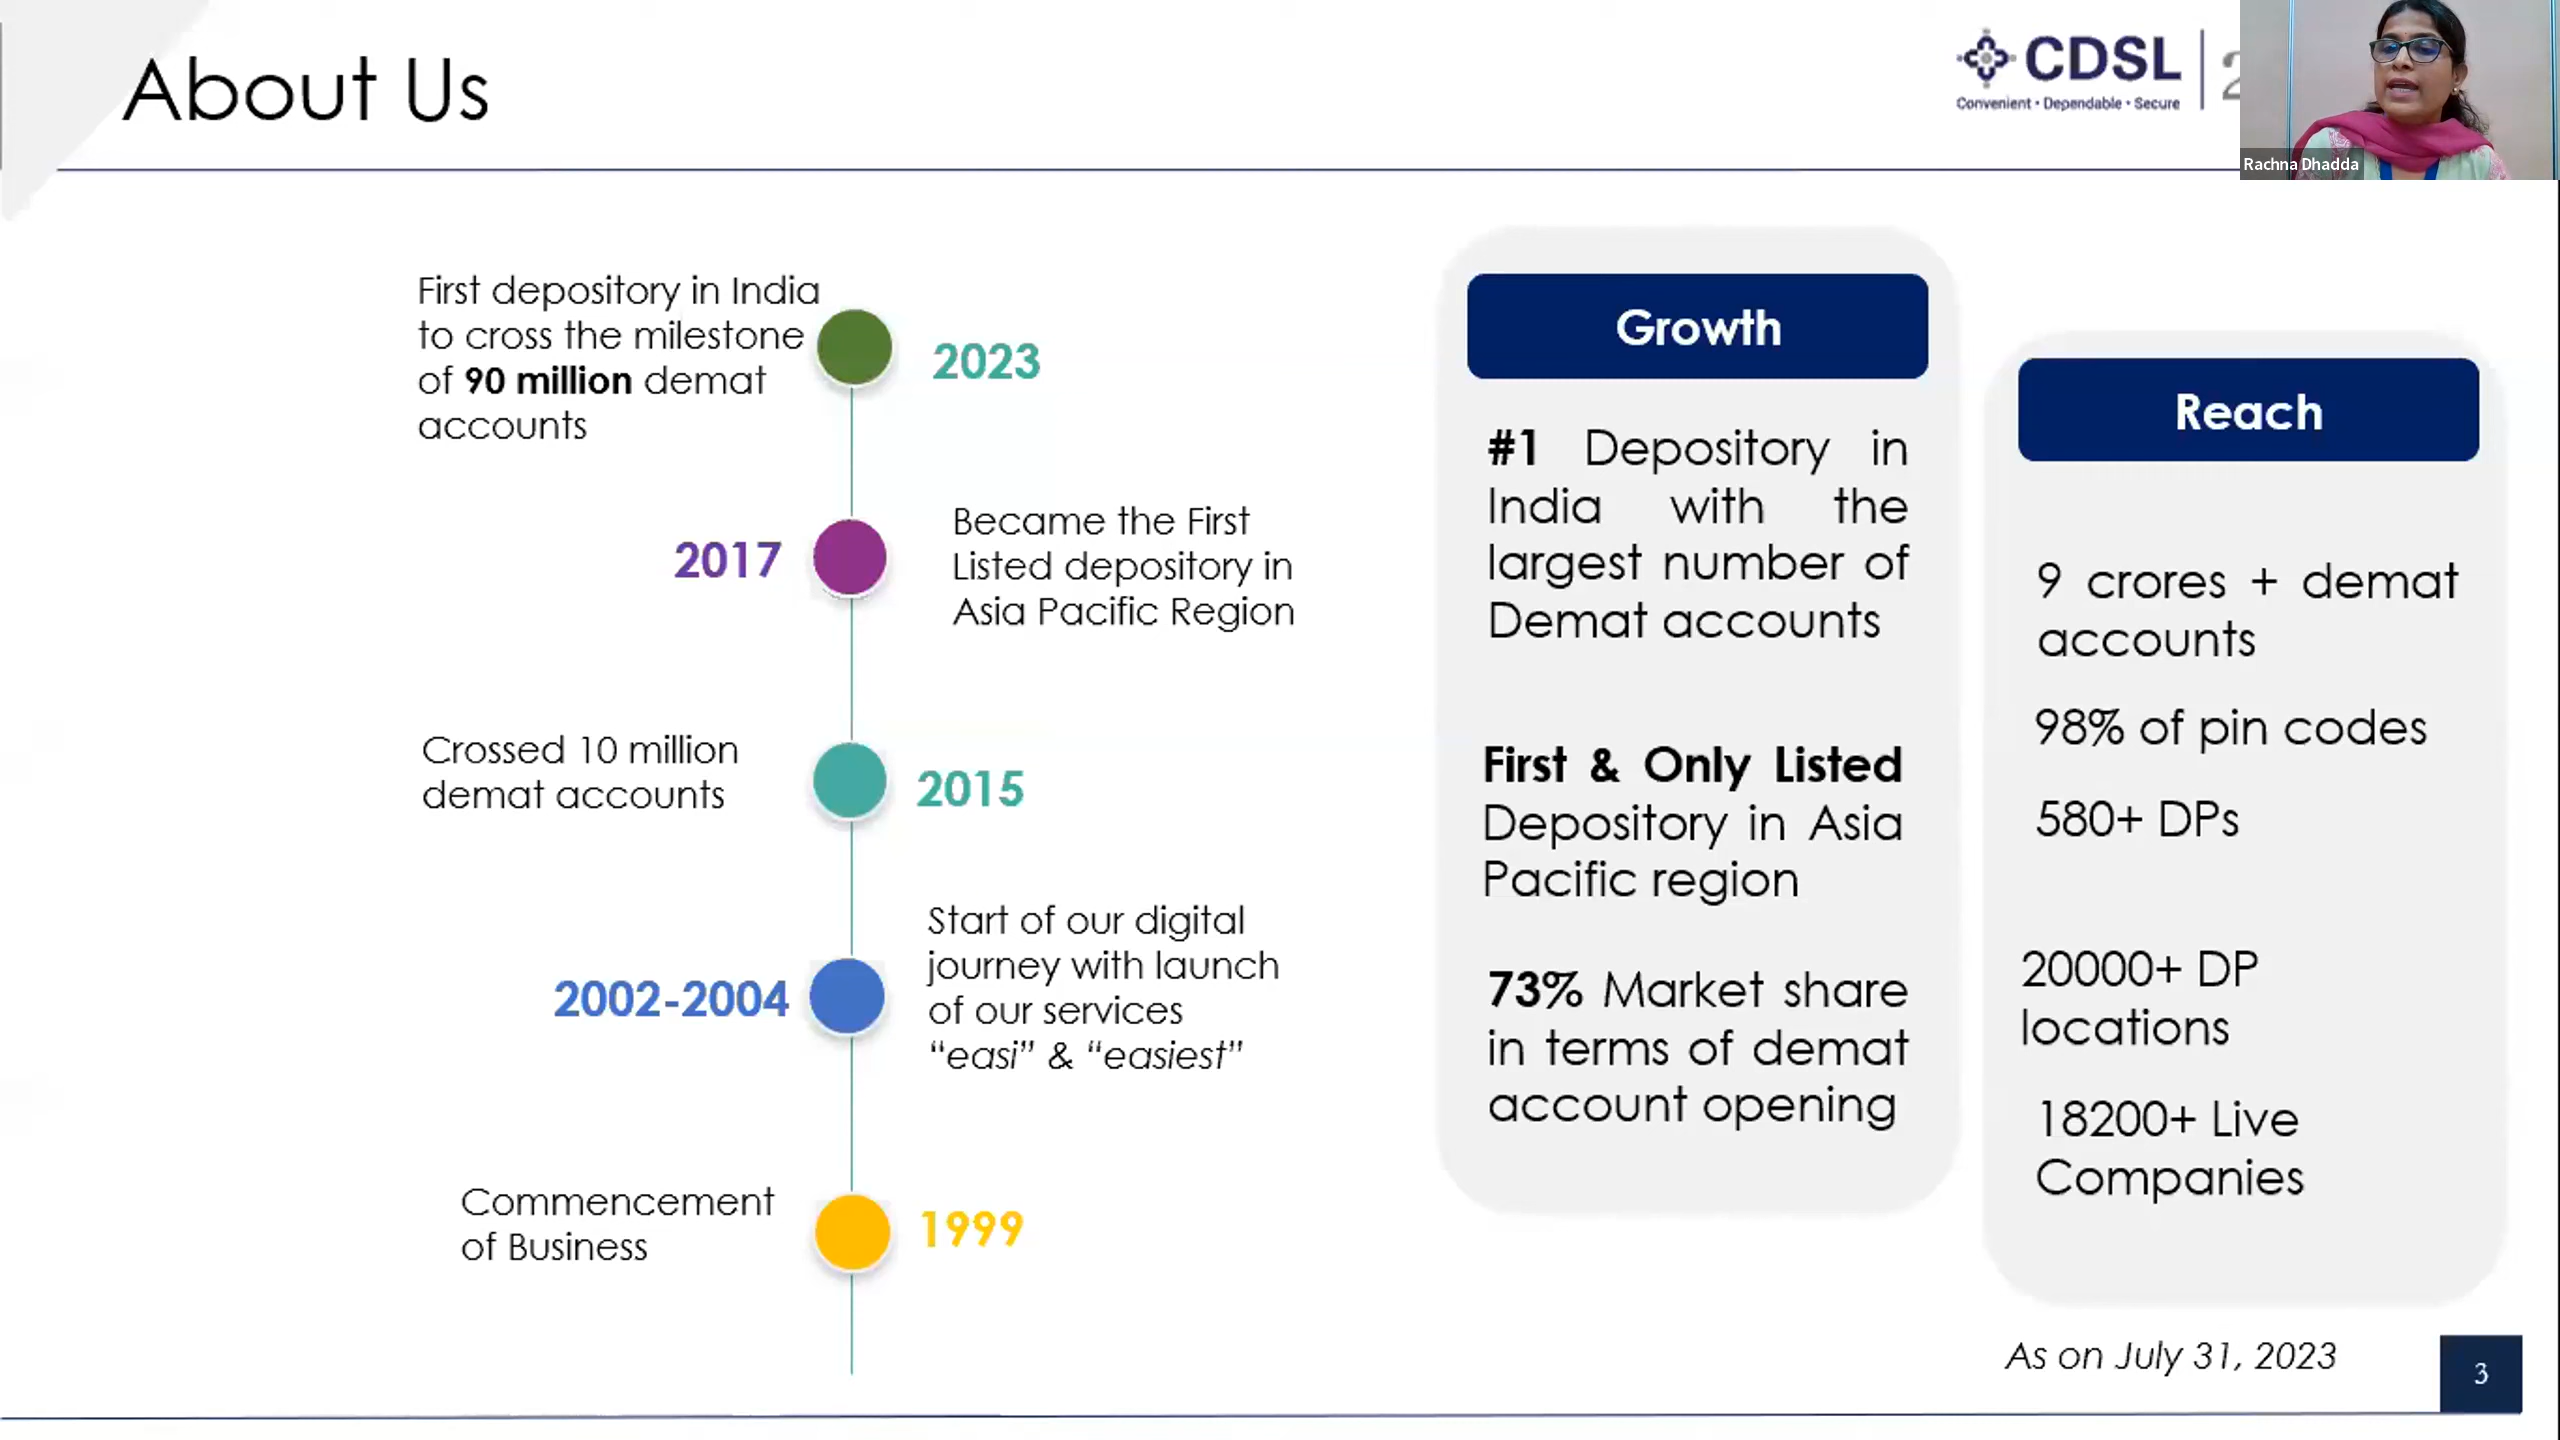 About Us
CDSL
Convenient • Dependable • Secure
Rachna Dhadda
First depository in India
to cross the milestone
of 90 million demat
accounts
2023
2017
Became the First
Listed depository in
Asia Pacific Region
Crossed 10 million
demat accounts
2015
2002-2004
Start of our digital
journey with launch
of our services
“easi” & “easiest”
Commencement
of Business
1999
Growth
#1 Depository in
India with the
largest number of
Demat accounts
First & Only Listed
Depository in Asia
Pacific region
73% Market share
in terms of demat
account opening
Reach
9 crores + demat
accounts
98% of pin codes
580+ DPs
20000+ DP
locations
18200+ Live
Companies
As on July 31, 2023
3